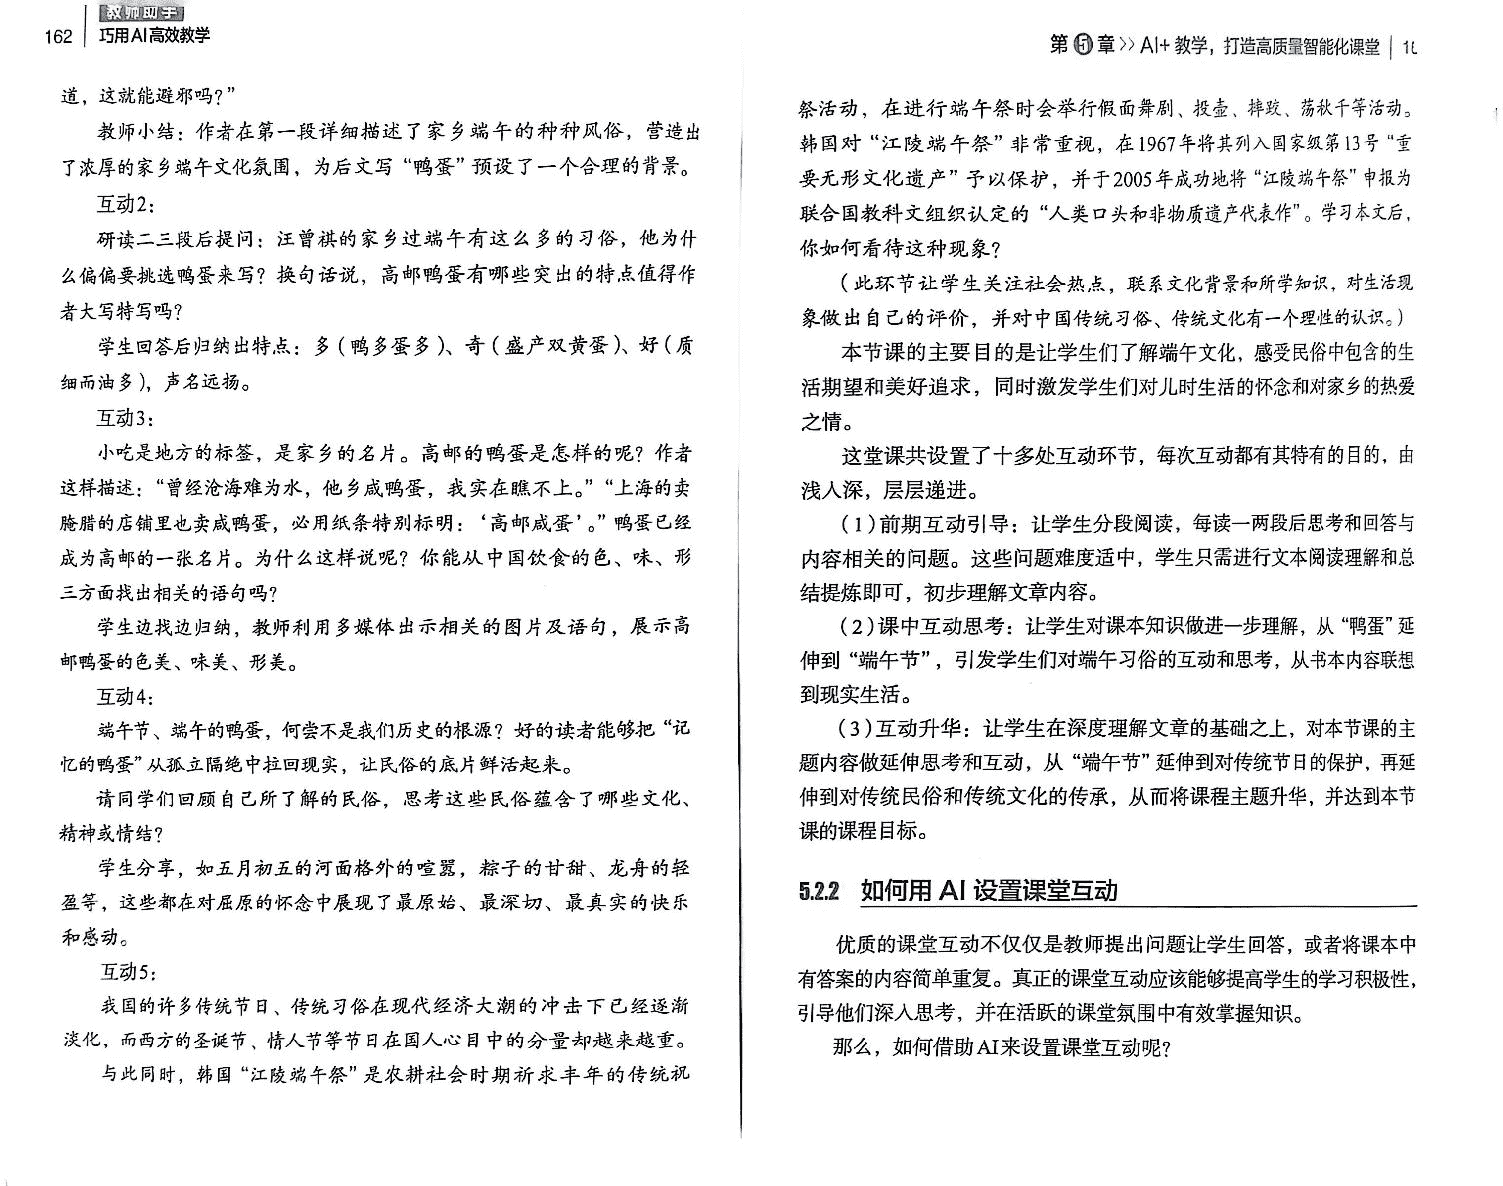 教师助手
162
巧用AI高效教学
道，这就能避邪吗？”
教师小结：作者在第一段详细描述了家乡端午的种种风俗，营造出
了浓厚的家乡端午文化氛围，为后文写“鸭蛋”预设了一个合理的背景。
互动2：
研读二三段后提问：汪曾祺的家乡过端午有这么多的习俗，他为什
么偏偏要挑选鸭蛋来写？换句话说，高邮鸭蛋有哪些突出的特点值得作
者大写特写吗？
学生回答后归纳出特点：多（鸭多蛋多）、奇（盛产双黄蛋）、好（质
细而油多），声名远扬。
互动3：
小吃是地方的标签，是家乡的名片。高邮的鸭蛋是怎样的呢？作者
这样描述：“曾经沧海难为水，他乡咸鸭蛋，我实在瞧不上。”“上海的卖
腌腊的店铺里也卖咸鸭蛋，必用纸条特别标明：‘高邮咸蛋’。”鸭蛋已经
成为高邮的一张名片。为什么这样说呢？你能从中国饮食的色、味、形
三方面找出相关的语句吗？
学生边找边归纳，教师利用多媒体出示相关的图片及语句，展示高
邮鸭蛋的色美、味美、形美。
互动4：
端午节、端午的鸭蛋，何尝不是我们历史的根源？好的读者能够把“记
忆的鸭蛋”从孤立隔绝中拉回现实，让民俗的底片鲜活起来。
请同学们回顾自己所了解的民俗，思考这些民俗蕴含了哪些文化、
精神或情结？
学生分享，如五月初五的河面格外的喧嚣，粽子的甘甜、龙舟的轻
盈等，这些都在对屈原的怀念中展现了最原始、最深切、最真实的快乐
和感动。
互动5：
我国的许多传统节日、传统习俗在现代经济大潮的冲击下已经逐渐
淡化，而西方的圣诞节、情人节等节日在国人心目中的分量却越来越重。
与此同时，韩国“江陵端午祭”是农耕社会时期祈求丰年的传统祝
第5章>>AI+教学，打造高质量智能化课堂
祭活动，在进行端午祭时会举行假面舞剧、投壶、摔跤、荡秋千等活动。
韩国对“江陵端午祭”非常重视，在1967年将其列入国家级第13号“重
要无形文化遗产”予以保护，并于2005年成功地将“江陵端午祭”申报为
联合国教科文组织认定的“人类口头和非物质遗产代表作”。学习本文后，
你如何看待这种现象？
（此环节让学生关注社会热点，联系文化背景和所学知识，对生活现
象做出自己的评价，并对中国传统习俗、传统文化有一个理性的认识。）
本节课的主要目的是让学生们了解端午文化，感受民俗中包含的生
活期望和美好追求，同时激发学生们对儿时生活的怀念和对家乡的热爱
之情。
这堂课共设置了十多处互动环节，每次互动都有其特有的目的，由
浅入深，层层递进。
（1）前期互动引导：让学生分段阅读，每读一两段后思考和回答与
内容相关的问题。这些问题难度适中，学生只需进行文本阅读理解和总
结提炼即可，初步理解文章内容。
（2）课中互动思考：让学生对课本知识做进一步理解，从“鸭蛋”延
伸到“端午节”，引发学生们对端午习俗的互动和思考，从书本内容联想
到现实生活。
（3）互动升华：让学生在深度理解文章的基础之上，对本节课的主
题内容做延伸思考和互动，从“端午节”延伸到对传统节日的保护，再延
伸到对传统民俗和传统文化的传承，从而将课程主题升华，并达到本节
课的课程目标。
5.2.2 如何用AI设置课堂互动
优质的课堂互动不仅仅是教师提出问题让学生回答，或者将课本中
有答案的内容简单重复。真正的课堂互动应该能够提高学生的学习积极性，
引导他们深入思考，并在活跃的课堂氛围中有效掌握知识。
那么，如何借助AI来设置课堂互动呢？